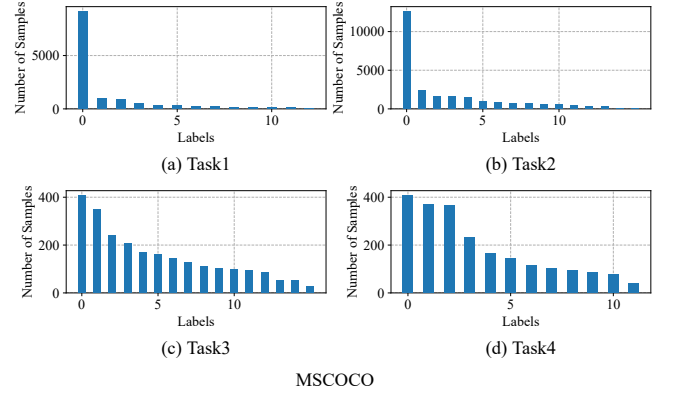 Number of Samples
5000
0
0 5 10
Labels
(a) Task1
Number of Samples
10000
5000
0
0 5 10
Labels
(b) Task2
Number of Samples
400
200
0
0 5 10
Labels
(c) Task3
Number of Samples
400
200
0
0 5 10
Labels
(d) Task4
MSCOCO